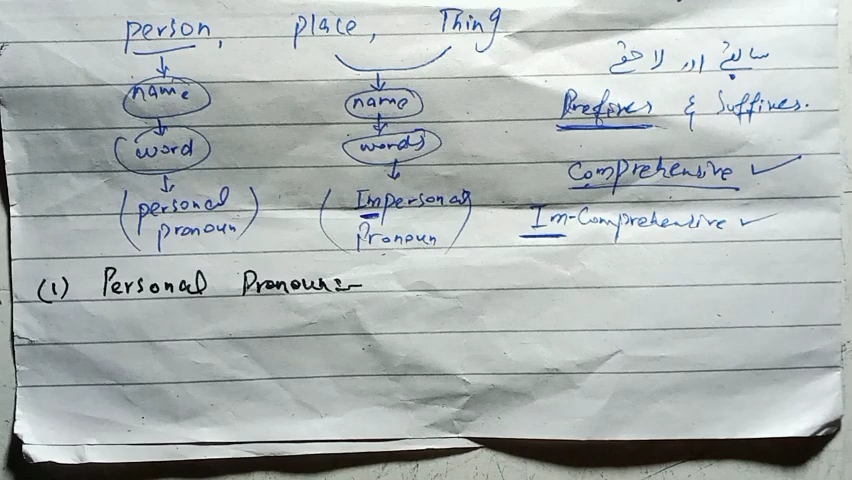 person, place, Thing
name
word
(personal pronoun)
name
words
(Impersonal Pronoun)
سابقے اور لاحقے
Prefixes & Suffixes.
Comprehensive ✓
Im-Comprehensive ✓
(1) Personal Pronoun:-